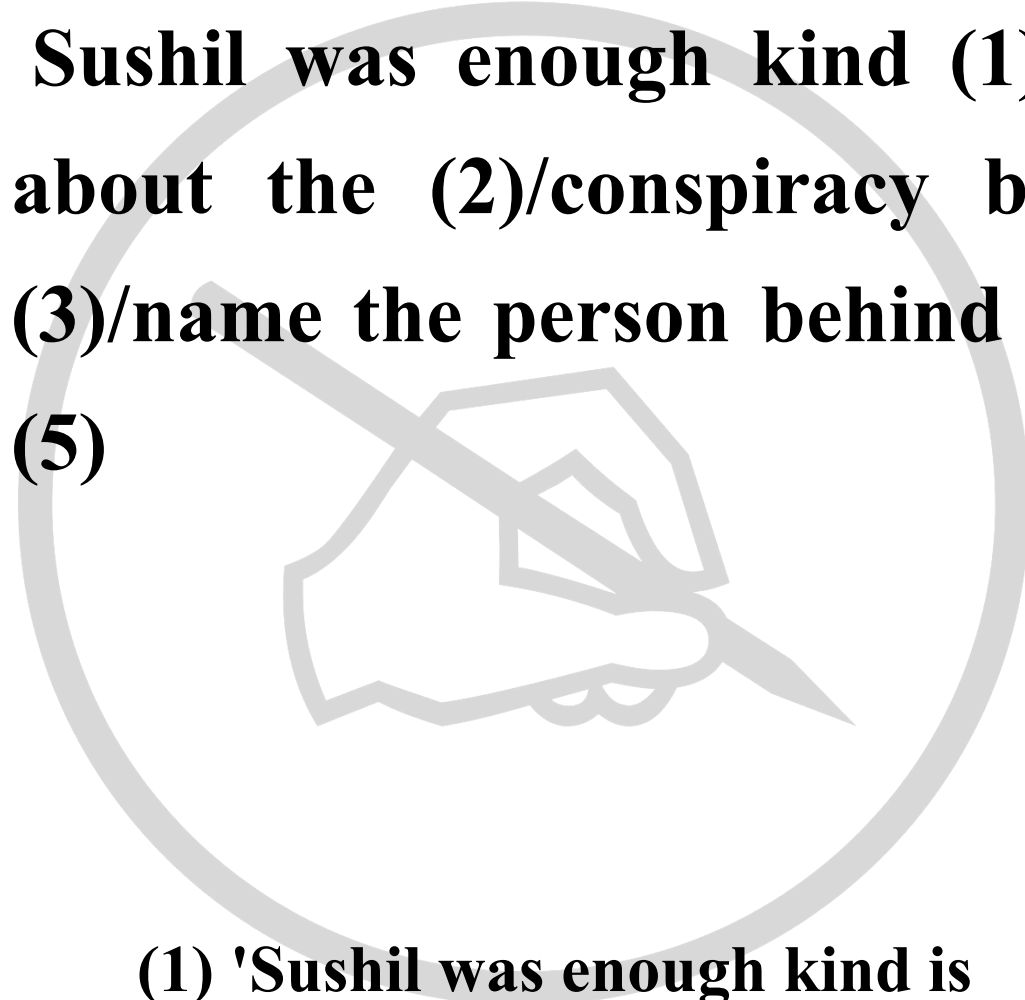 Sushil was enough kind (1)
about the (2)/conspiracy b
(3)/name the person behind
(5)
(1) 'Sushil was enough kind is